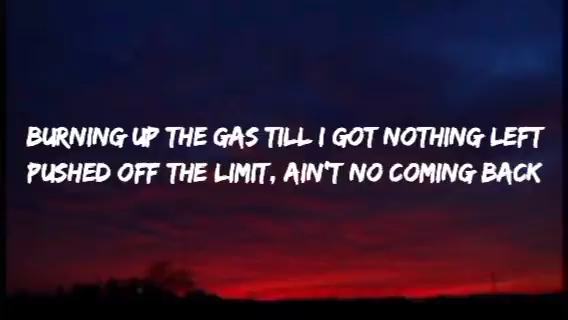 BURNING UP THE GAS TILL I GOT NOTHING LEFT
PUSHED OFF THE LIMIT, AIN'T NO COMING BACK